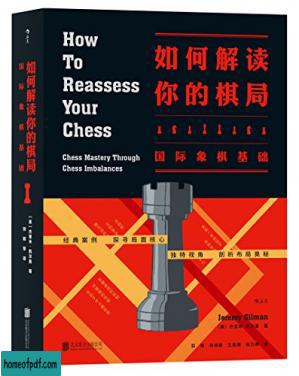 如何解读你的棋局
国际象棋基础
How
To
Reassess
Your
Chess
Chess Mastery Through
Chess Imbalances
如何解读
你的棋局
国际象棋基础
经典案例
探寻局面核心
独特视角
剖析布局奥秘
Jeremy Gilman
homeofpdf.com